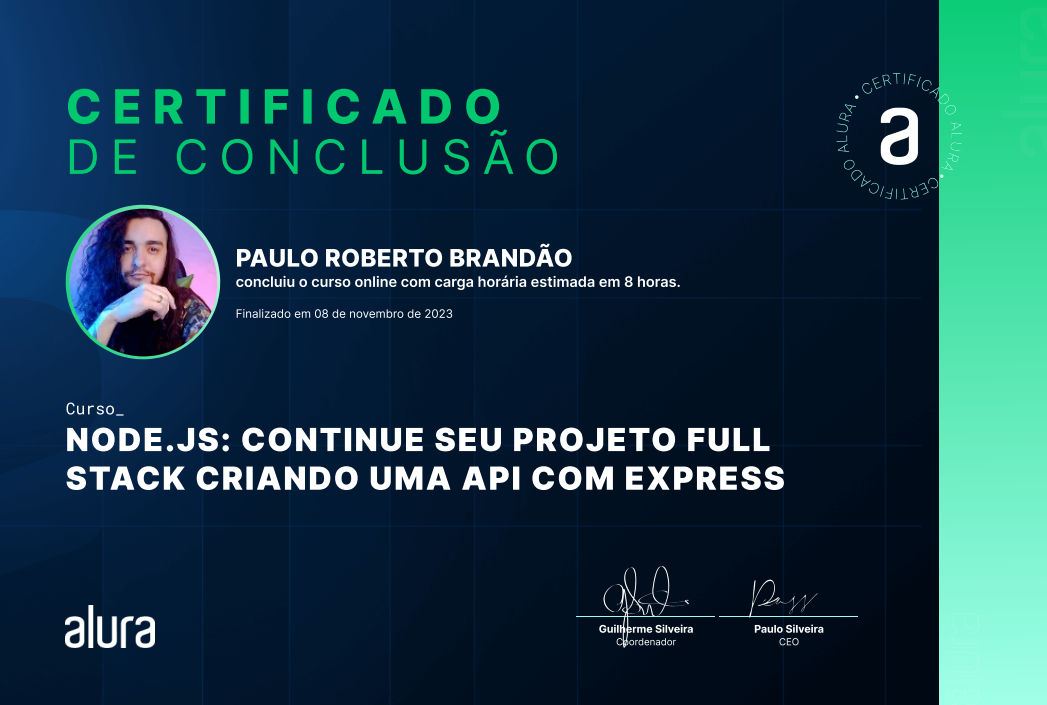 CERTIFICADO
DE CONCLUSÃO
CERTIFICADO ALURA • CERTIFICADO ALURA •
a
PAULO ROBERTO BRANDÃO
concluiu o curso online com carga horária estimada em 8 horas.
Finalizado em 08 de novembro de 2023
Curso_
NODE.JS: CONTINUE SEU PROJETO FULL
STACK CRIANDO UMA API COM EXPRESS
alura
Guilherme Silveira
Coordenador
Paulo Silveira
CEO